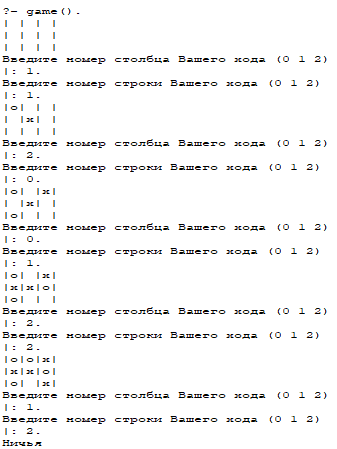 ?- game().
| | | |
| | | |
| | | |
Введите номер столбца Вашего хода (0 1 2)
|: 1.
Введите номер строки Вашего хода (0 1 2)
|: 1.
|o| | |
| |x| |
| | | |
Введите номер столбца Вашего хода (0 1 2)
|: 2.
Введите номер строки Вашего хода (0 1 2)
|: 0.
|o| |x|
| |x| |
|o| | |
Введите номер столбца Вашего хода (0 1 2)
|: 0.
Введите номер строки Вашего хода (0 1 2)
|: 1.
|o| |x|
|x|x|o|
|o| | |
Введите номер столбца Вашего хода (0 1 2)
|: 2.
Введите номер строки Вашего хода (0 1 2)
|: 2.
|o|o|x|
|x|x|o|
|o| |x|
Введите номер столбца Вашего хода (0 1 2)
|: 1.
Введите номер строки Вашего хода (0 1 2)
|: 2.
Ничья